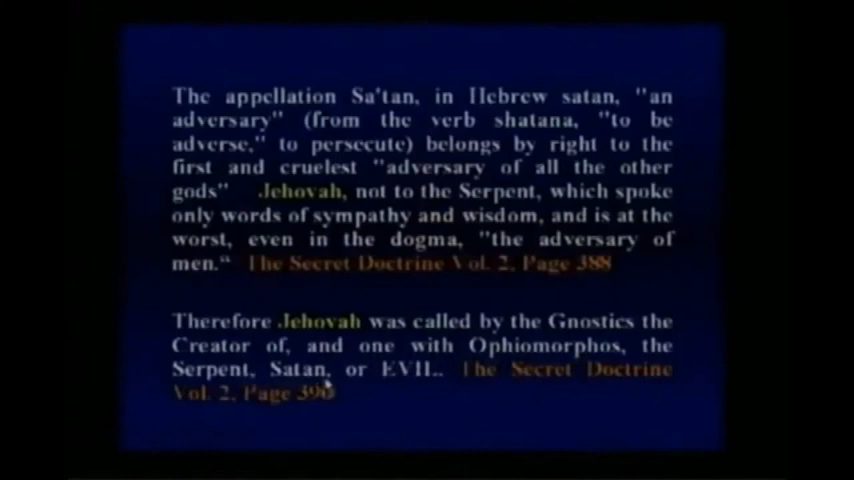 The appellation Sa'tan, in Hebrew satan, "an
adversary" (from the verb shatana, "to be
adverse," to persecute) belongs by right to the
first and cruelest "adversary of all the other
gods" Jehovah, not to the Serpent, which spoke
only words of sympathy and wisdom, and is at the
worst, even in the dogma, "the adversary of
men." The Secret Doctrine Vol. 2, Page 388
Therefore Jehovah was called by the Gnostics the
Creator of, and one with Ophiomorphos, the
Serpent, Satan, or EVIL.. The Secret Doctrine
Vol. 2, Page 390